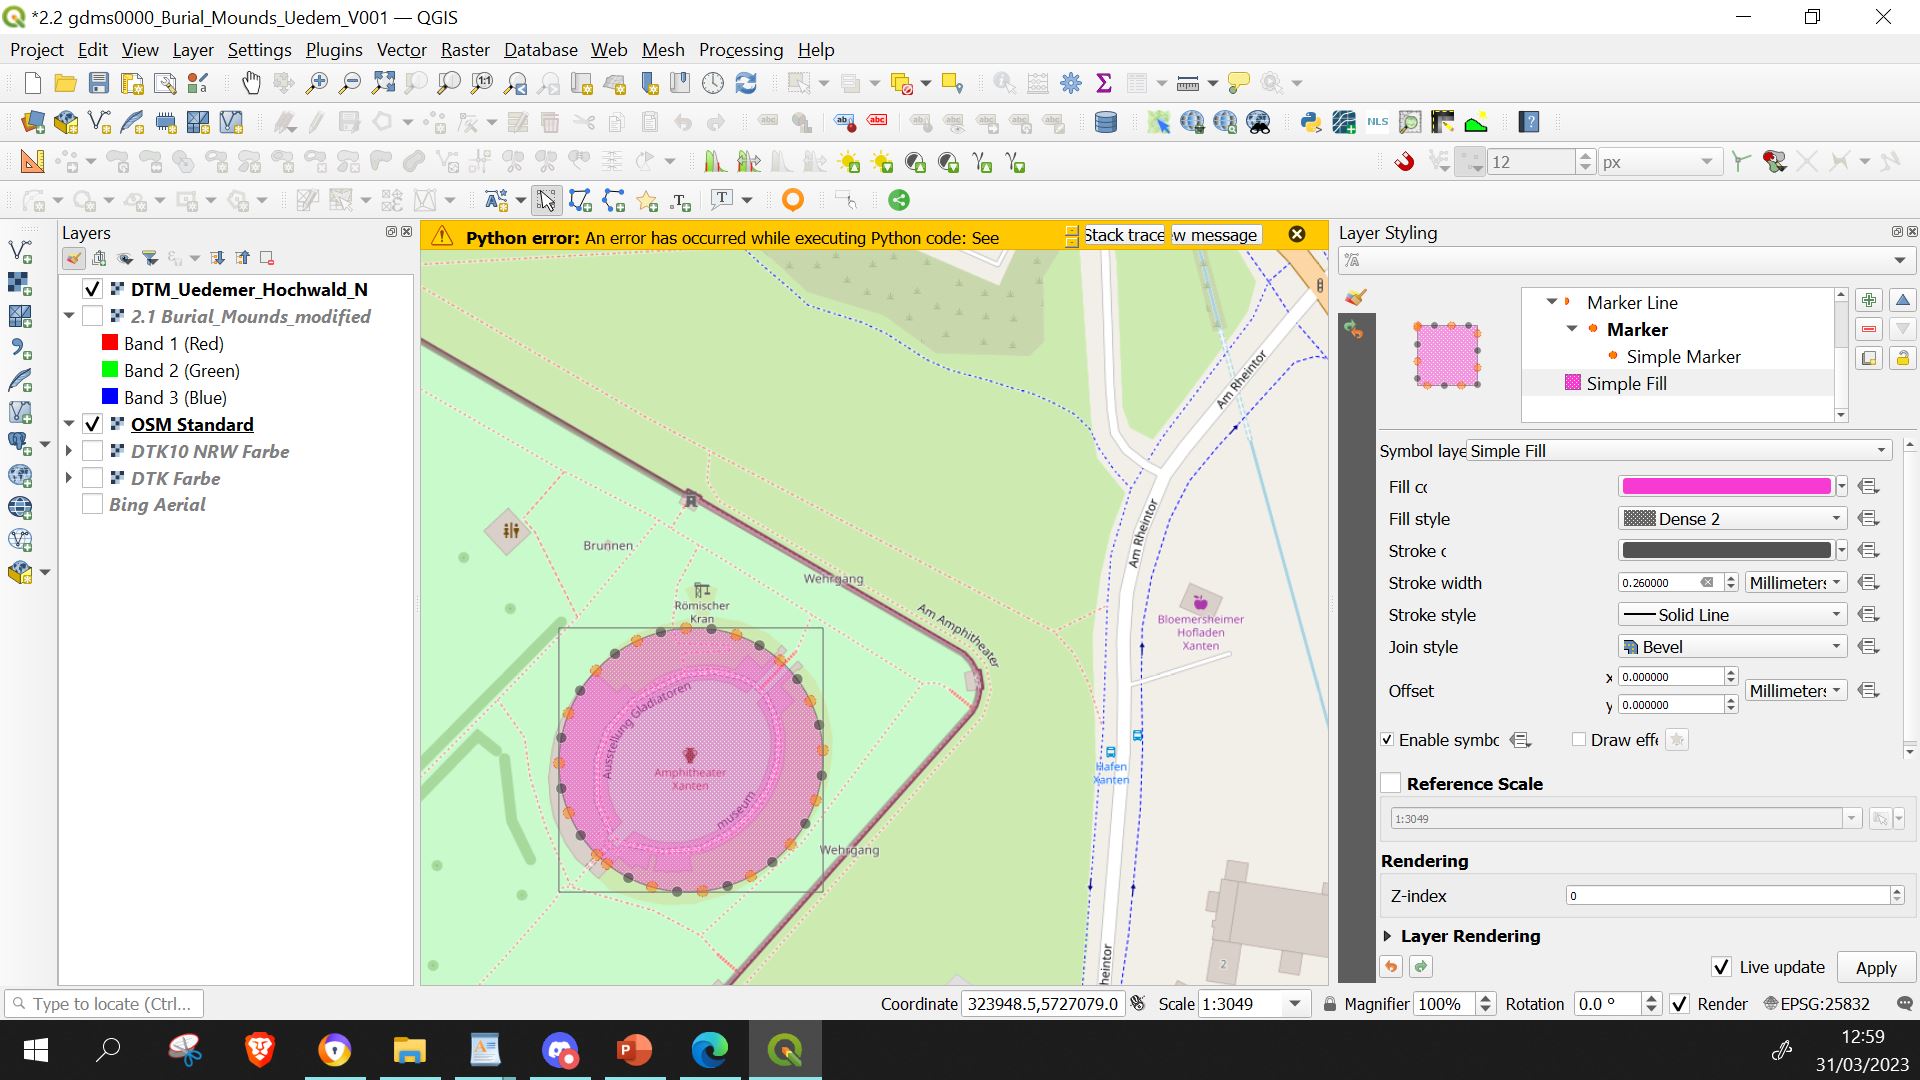 *2.2 gdms0000_Burial_Mounds_Uedem_V001 — QGIS
Project Edit View Layer Settings Plugins Vector Raster Database Web Mesh Processing Help
NLS
12 px
Layers
Python error: An error has occurred while executing Python code: See
Stack trace
w message
Layer Styling
DTM_Uedemer_Hochwald_N
2.1 Burial_Mounds_modified
Band 1 (Red)
Band 2 (Green)
Band 3 (Blue)
OSM Standard
DTK10 NRW Farbe
DTK Farbe
Bing Aerial
Am Rheintor
Am Rheintor
Brunnen
Wehrgang
Römischer
Kran
Am Amphitheater
Bloemersheimer
Hofladen
Xanten
Ausstellung Gladiatoren
Amphitheater
Xanten
museum
Hafen
Xanten
Wehrgang
heintor
2
Marker Line
Marker
Simple Marker
Simple Fill
Symbol laye Simple Fill
Fill co
Fill style Dense 2
Stroke c
Stroke width 0.260000 Millimeters
Stroke style Solid Line
Join style Bevel
Offset x 0.000000 Millimeters
y 0.000000
Enable symbo Draw effe
Reference Scale
1:3049
Rendering
Z-index 0
Layer Rendering
Live update Apply
Type to locate (Ctrl... Coordinate 323948.5,5727079.0 Scale 1:3049 Magnifier 100% Rotation 0.0 ° Render EPSG:25832
12:59
31/03/2023